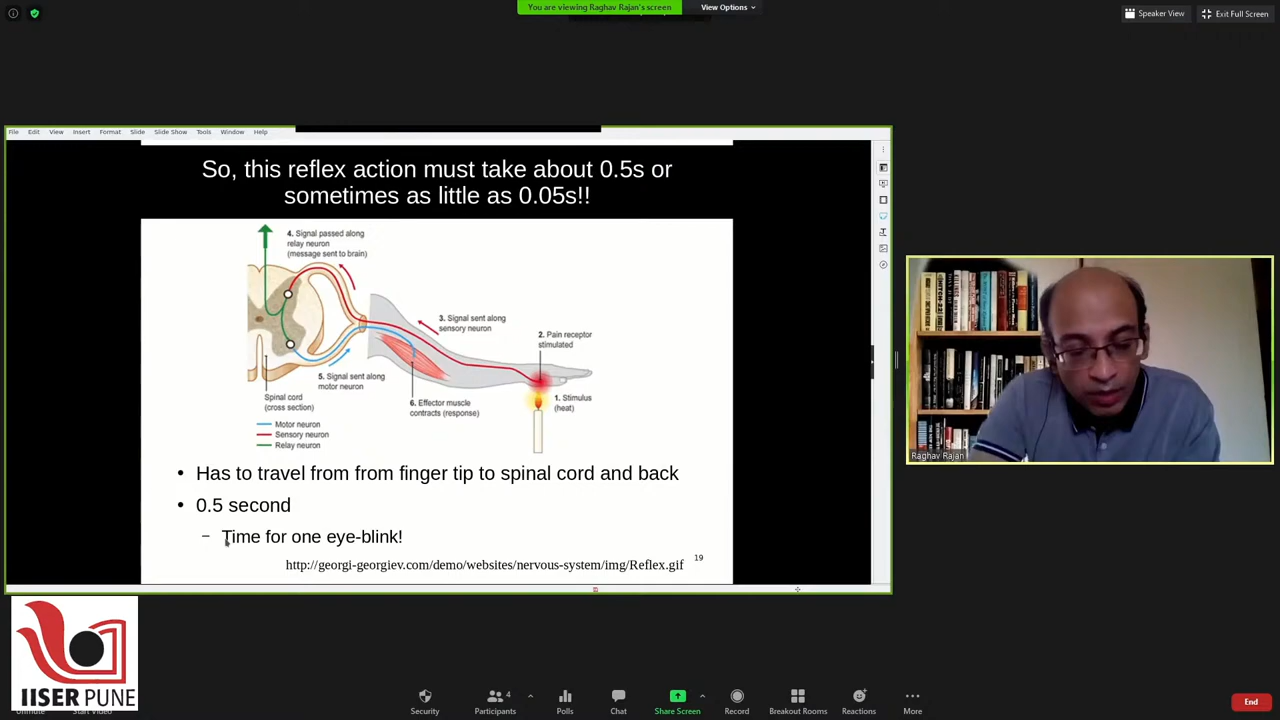 You are viewing Raghav Rajan's screen
View Options
Speaker View
Exit Full Screen
File Edit View Insert Format Slide Slide Show Tools Window Help
So, this reflex action must take about 0.5s or
sometimes as little as 0.05s!!
4. Signal passed along
relay neuron
(message sent to brain)
3. Signal sent along
sensory neuron
2. Pain receptor
stimulated
5. Signal sent along
motor neuron
1. Stimulus
(heat)
Spinal cord
(cross section)
6. Effector muscle
contracts (response)
Motor neuron
Sensory neuron
Relay neuron
• Has to travel from from finger tip to spinal cord and back
• 0.5 second
– Time for one eye-blink!
http://georgi-georgiev.com/demo/websites/nervous-system/img/Reflex.gif
19
Raghav Rajan
IISER PUNE
Security
Participants 4
Polls
Chat
Share Screen
Record
Breakout Rooms
Reactions
More
End